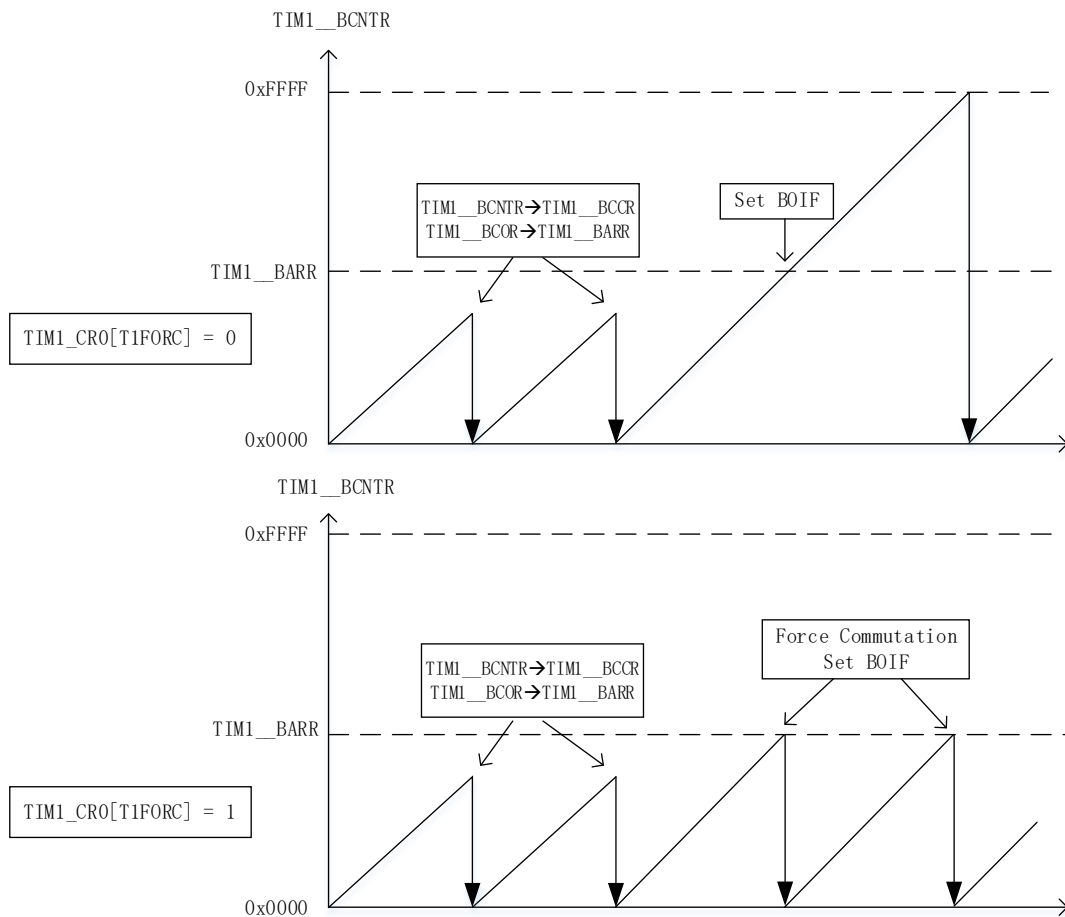 TIM1__BCNTR
0xFFFF
TIM1__BCNTR→TIM1__BCCR
TIM1__BCOR→TIM1__BARR
Set BOIF
TIM1__BARR
TIM1_CR0[T1FORC] = 0
0x0000
TIM1__BCNTR
0xFFFF
Force Commutation
Set BOIF
TIM1__BCNTR→TIM1__BCCR
TIM1__BCOR→TIM1__BARR
TIM1__BARR
TIM1_CR0[T1FORC] = 1
0x0000